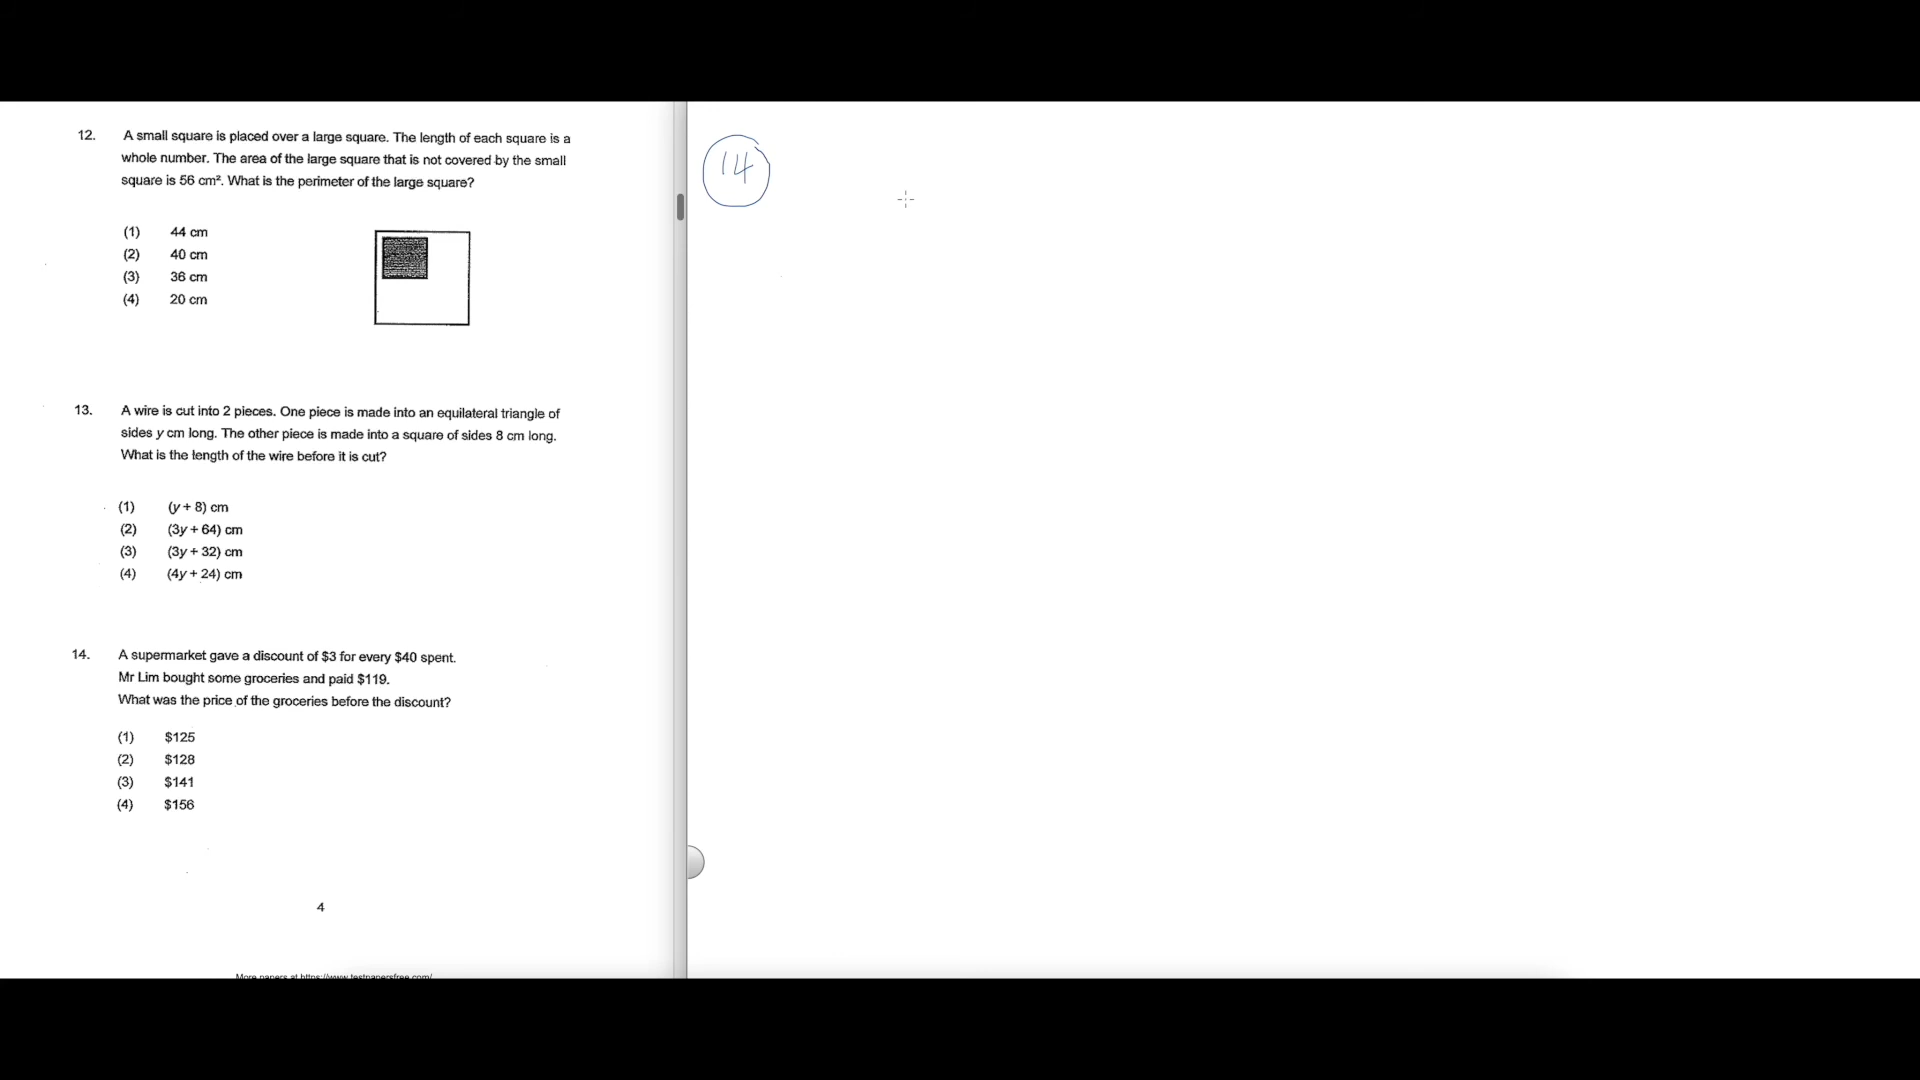 12. A small square is placed over a large square. The length of each square is a
whole number. The area of the large square that is not covered by the small
square is 56 cm². What is the perimeter of the large square?
(1) 44 cm
(2) 40 cm
(3) 36 cm
(4) 20 cm
13. A wire is cut into 2 pieces. One piece is made into an equilateral triangle of
sides y cm long. The other piece is made into a square of sides 8 cm long.
What is the length of the wire before it is cut?
(1) (y + 8) cm
(2) (3y + 64) cm
(3) (3y + 32) cm
(4) (4y + 24) cm
14. A supermarket gave a discount of $3 for every $40 spent.
Mr Lim bought some groceries and paid $119.
What was the price of the groceries before the discount?
(1) $125
(2) $128
(3) $141
(4) $156
4
More papers at https://www.testpapersfree.com/
14